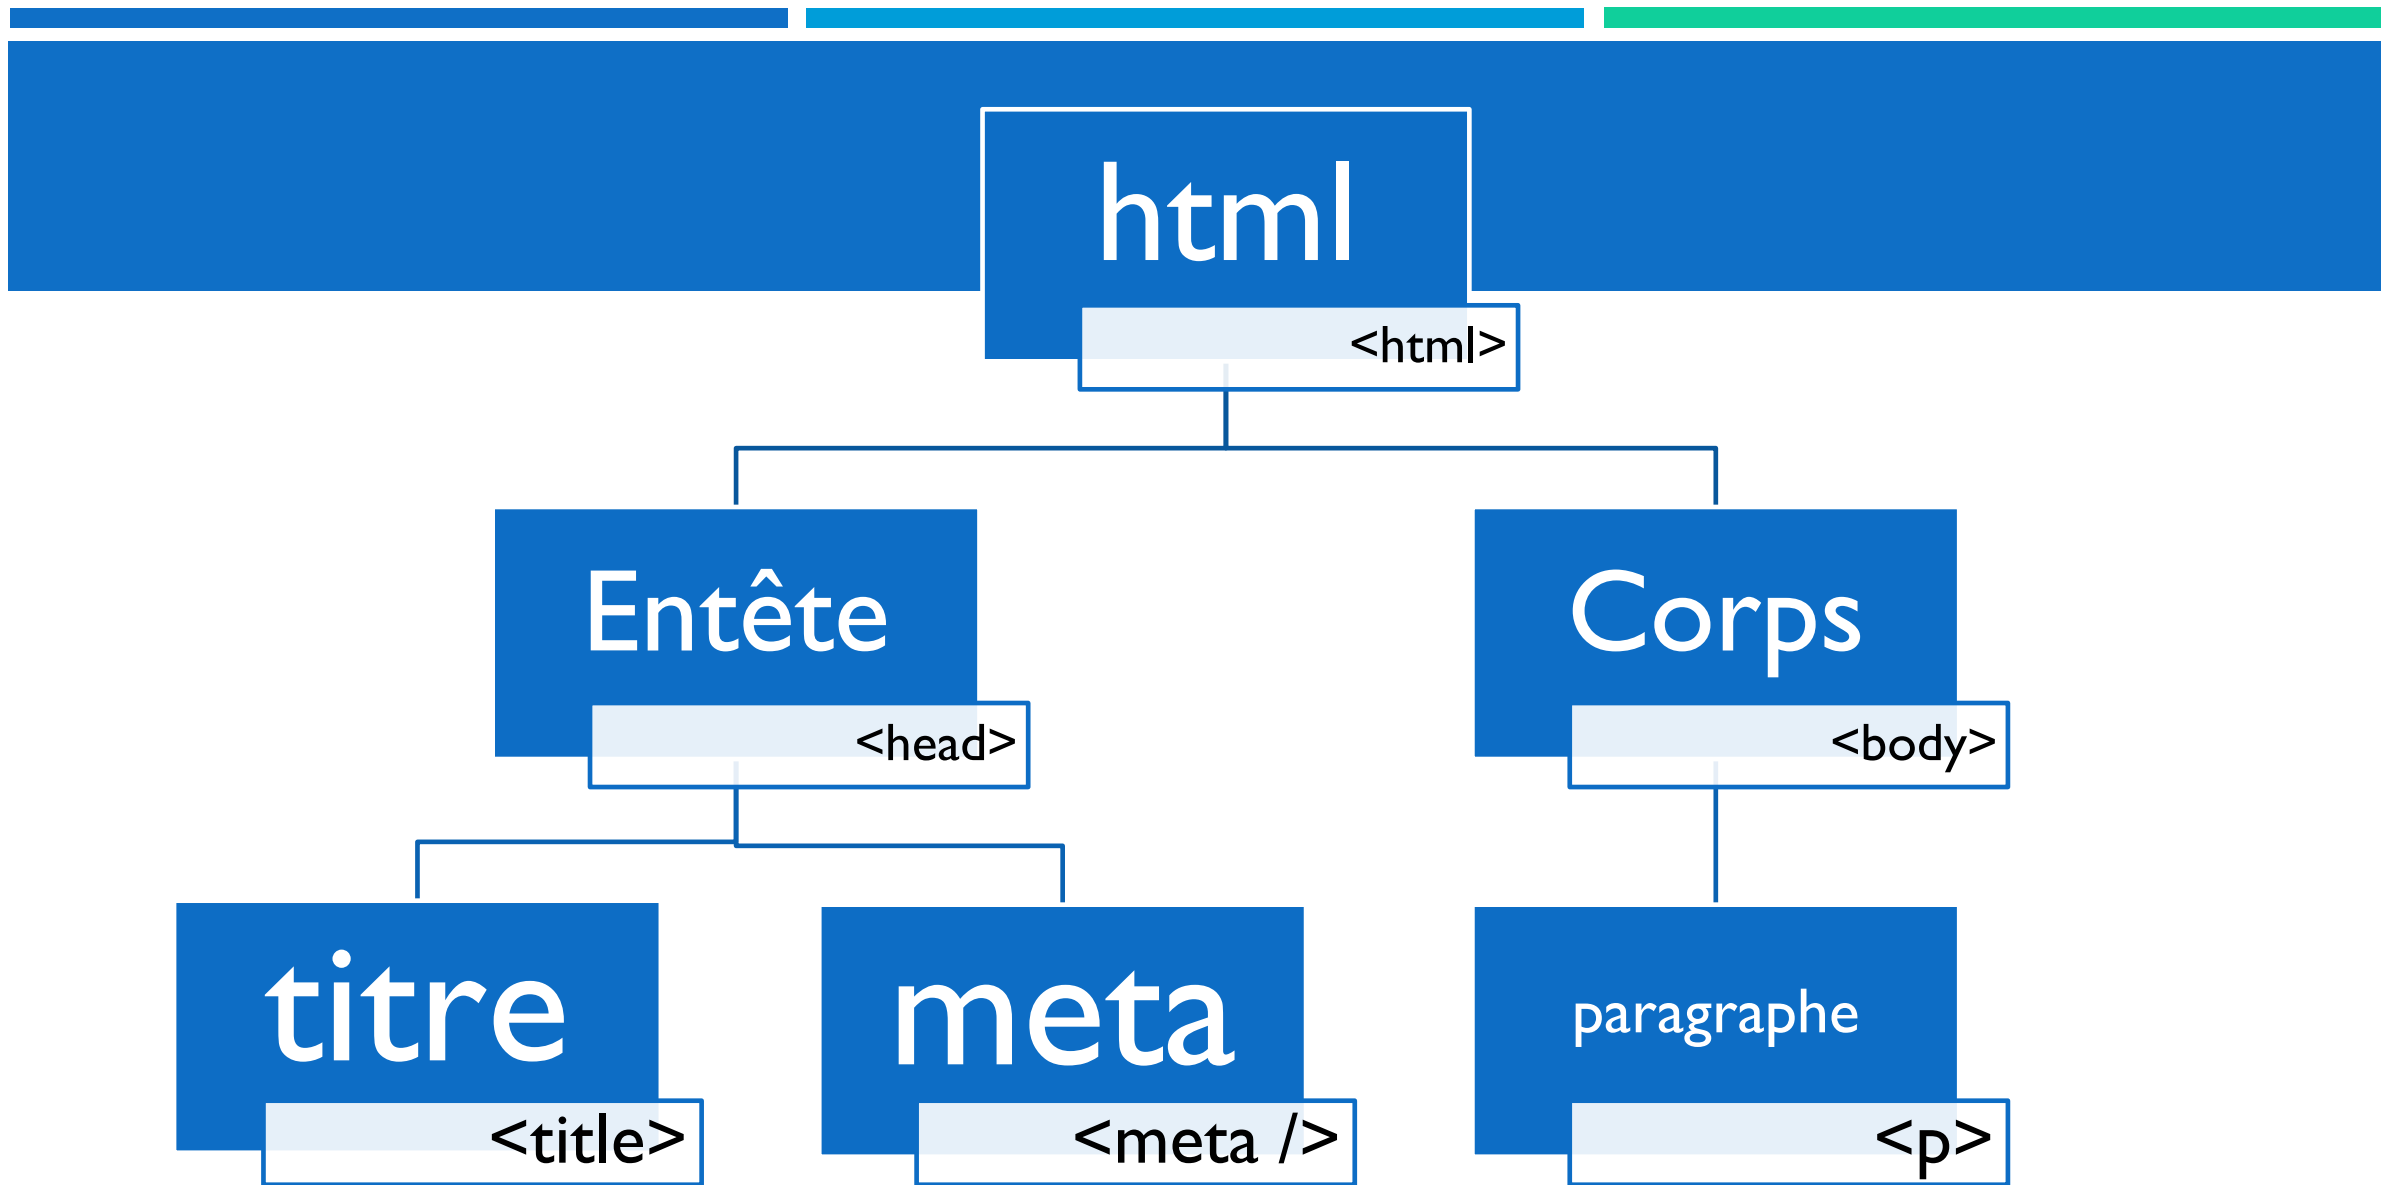 html
<html>
Entête
<head>
Corps
<body>
titre
<title>
meta
<meta />
paragraphe
<p>